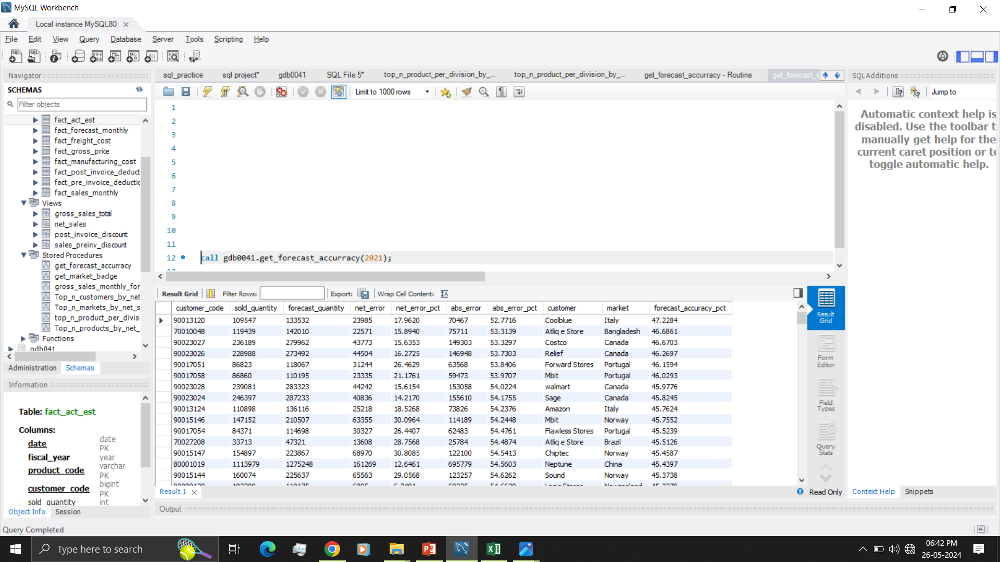 MySQL Workbench
Local instance MySQL80
File Edit View Query Database Server Tools Scripting Help
Navigator
SCHEMAS
Filter objects
fact_act_est
fact_forecast_monthly
fact_freight_cost
fact_gross_price
fact_manufacturing_cost
fact_post_invoice_deduct
fact_pre_invoice_deductic
fact_sales_monthly
Views
gross_sales_total
net_sales
post_invoice_discount
sales_preinv_discount
Stored Procedures
get_forecast_accurracy
get_market_badge
gross_sales_monthly_for
Top_n_customers_by_net
Top_n_markets_by_net_s
top_n_product_per_divis
Top_n_products_by_net_
Functions
gdb041
Administration Schemas
Information
Table: fact_act_est
Columns:
date date PK
fiscal_year year
product_code varchar PK
customer_code bigint PK
sold_quantity int
Object Info Session
Query Completed
sql_practice sql project* gdb0041 SQL File 5* top_n_product_per_division_by_... top_n_product_per_division_by_... get_forecast_accurracy - Routine get_forecast_a
Limit to 1000 rows
1
2
3
4
5
6
7
8
9
10
11
12 call gdb0041.get_forecast_accurracy(2021);
13
Result Grid Filter Rows: Export: Wrap Cell Content: IA
customer_code sold_quantity forecast_quantity net_error net_error_pct abs_error abs_error_pct customer market forecast_accuracy_pct
90013120 109547 133532 23985 17.9620 70467 52.7716 Coolblue Italy 47.2284
70010048 119439 142010 22571 15.8940 75711 53.3139 Atliq e Store Bangladesh 46.6861
90023027 236189 279962 43773 15.6353 149303 53.3297 Costco Canada 46.6703
90023026 228988 273492 44504 16.2725 146948 53.7303 Relief Canada 46.2697
90017051 86823 118067 31244 26.4629 63568 53.8406 Forward Stores Portugal 46.1594
90017058 86860 110195 23335 21.1761 59473 53.9707 Mbit Portugal 46.0293
90023028 239081 283323 44242 15.6154 153058 54.0224 walmart Canada 45.9776
90023024 246397 287233 40836 14.2170 155610 54.1755 Sage Canada 45.8245
90013124 110898 136116 25218 18.5268 73826 54.2376 Amazon Italy 45.7624
90015146 147152 210507 63355 30.0964 114189 54.2448 Mbit Norway 45.7552
90017054 84371 114698 30327 26.4407 62483 54.4761 Flawless Stores Portugal 45.5239
70027208 33713 47321 13608 28.7568 25784 54.4874 Atliq e Store Brazil 45.5126
90015147 154897 223867 68970 30.8085 122100 54.5413 Chiptec Norway 45.4587
80001019 1113979 1275248 161269 12.6461 695779 54.5603 Neptune China 45.4397
90015144 160074 225637 65563 29.0568 123257 54.6262 Sound Norway 45.3738
Result 1
Read Only
Output
Result Grid
Form Editor
Field Types
Query Stats
SQLAdditions
Jump to
Automatic context help is
disabled. Use the toolbar t
manually get help for the
current caret position or to
toggle automatic help.
Context Help Snippets
Type here to search
06:42 PM
26-05-2024